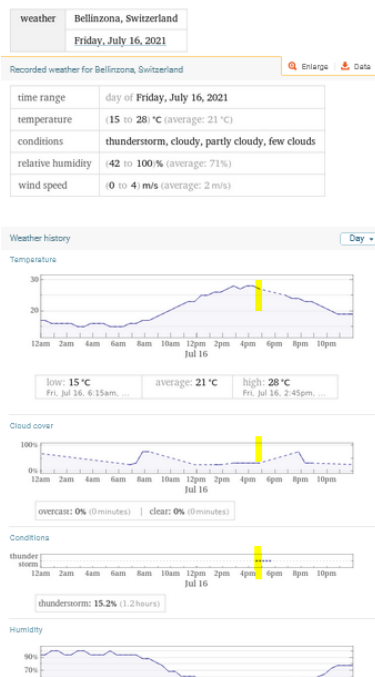 weather Bellinzona, Switzerland
Friday, July 16, 2021
Recorded weather for Bellinzona, Switzerland Enlarge Data
time range day of Friday, July 16, 2021
temperature (15 to 28) °C (average: 21 °C)
conditions thunderstorm, cloudy, partly cloudy, few clouds
relative humidity (42 to 100)% (average: 71%)
wind speed (0 to 4) m/s (average: 2 m/s)
Weather history Day
Temperature
30
20
12am 2am 4am 6am 8am 10am 12pm 2pm 4pm 6pm 8pm 10pm
Jul 16
low: 15 °C average: 21 °C high: 28 °C
Fri, Jul 16, 6:15am, ... Fri, Jul 16, 2:45pm, ...
Cloud cover
100%
0%
12am 2am 4am 6am 8am 10am 12pm 2pm 4pm 6pm 8pm 10pm
Jul 16
overcast: 0% (0 minutes) | clear: 0% (0 minutes)
Conditions
thunder
storm
12am 2am 4am 6am 8am 10am 12pm 2pm 4pm 6pm 8pm 10pm
Jul 16
thunderstorm: 15.2% (1.2 hours)
Humidity
90%
70%